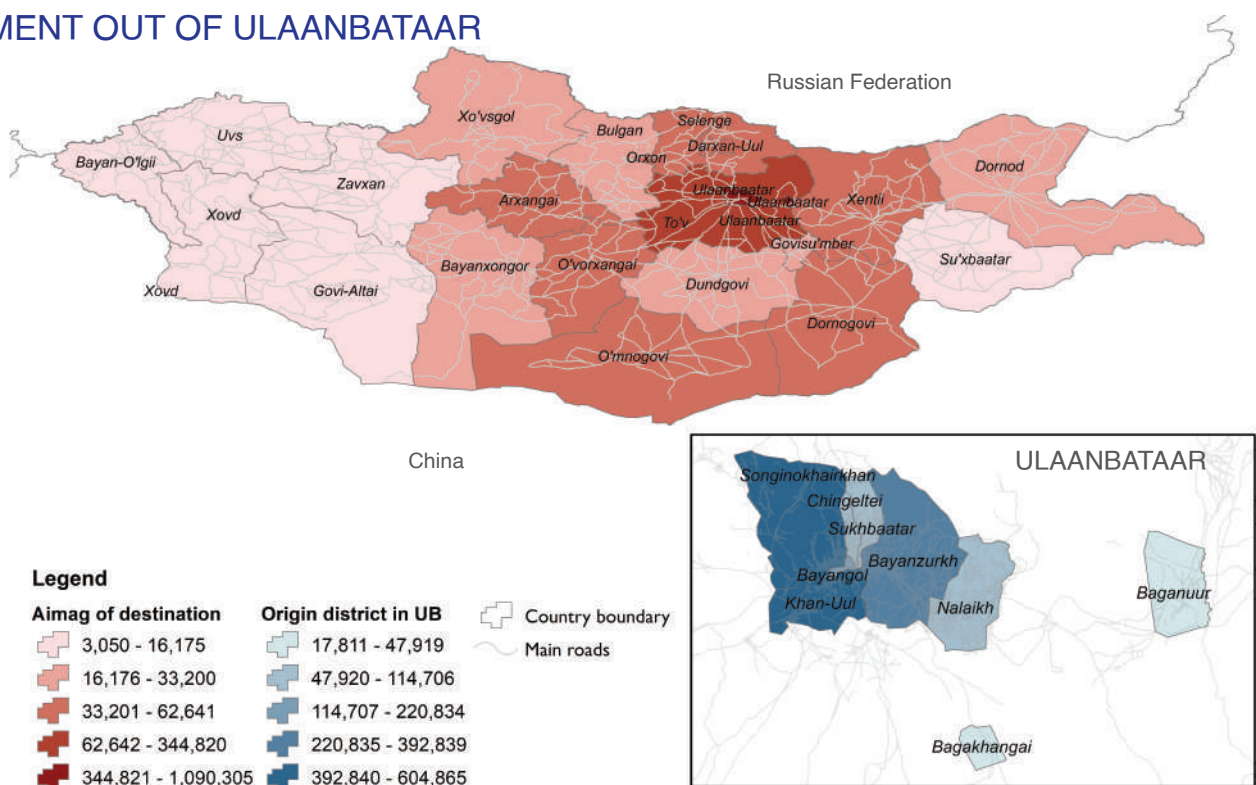 MENT OUT OF ULAANBATAAR
Russian Federation
Xo'vsgol
Bulgan
Selenge
Uvs
Darxan-Uul
Orxon
Bayan-O'lgii
Dornod
Zavxan
Ulaanbaatar
Arxangai
Ulaanbaatar
Xentii
Xovd
To'v
Ulaanbaatar
Govisu'mber
Su'xbaatar
Bayanxongor
O'vorxangai
Dundgovi
Xovd
Govi-Altai
Dornogovi
O'mnogovi
China
ULAANBATAAR
Songinokhairkhan
Chingeltei
Sukhbaatar
Bayanzurkh
Bayangol
Khan-Uul
Nalaikh
Baganuur
Bagakhangai
Legend
Aimag of destination
3,050 - 16,175
16,176 - 33,200
33,201 - 62,641
62,642 - 344,820
344,821 - 1,090,305
Origin district in UB
17,811 - 47,919
47,920 - 114,706
114,707 - 220,834
220,835 - 392,839
392,840 - 604,865
Country boundary
Main roads